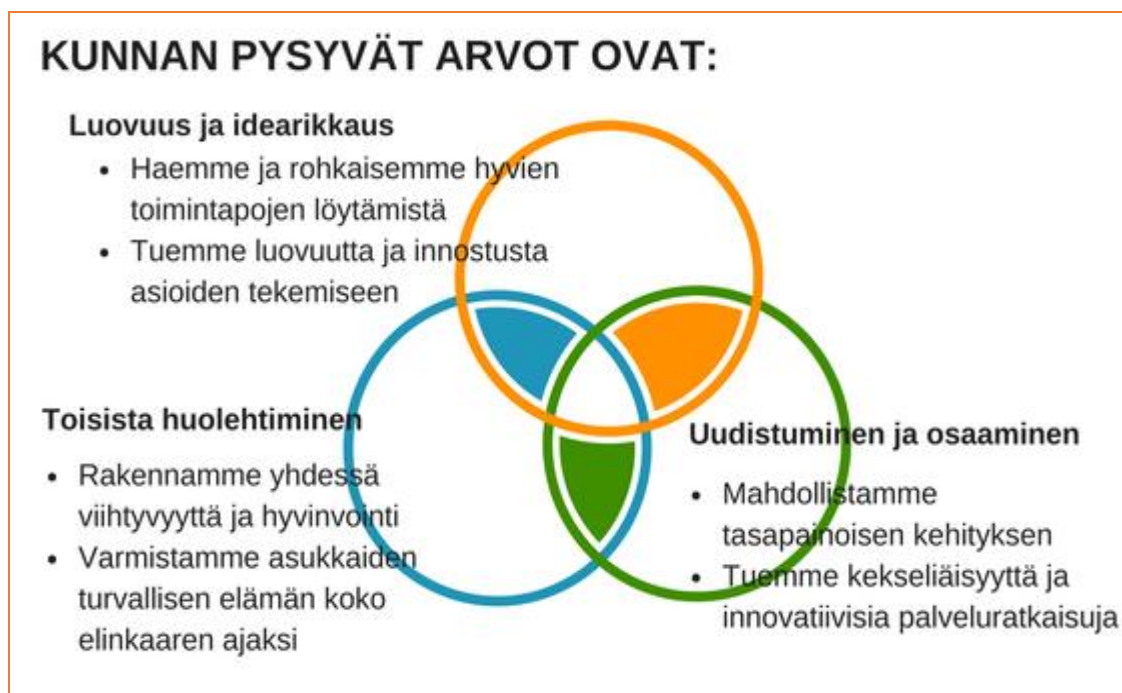 KUNNAN PYSYVÄT ARVOT OVAT:
Luovuus ja idearikkaus
• Haemme ja rohkaisemme hyvien
toimintapojen löytämistä
• Tuemme luovuutta ja innostusta
asioiden tekemiseen
Toisista huolehtiminen
• Rakennamme yhdessä
viihtyvyyttä ja hyvinvointi
• Varmistamme asukkaiden
turvallisen elämän koko
elinkaaren ajaksi
Uudistuminen ja osaaminen
• Mahdollistamme
tasapainoisen kehityksen
• Tuemme kekseliäisyyttä ja
innovatiivisia palveluratkaisuja